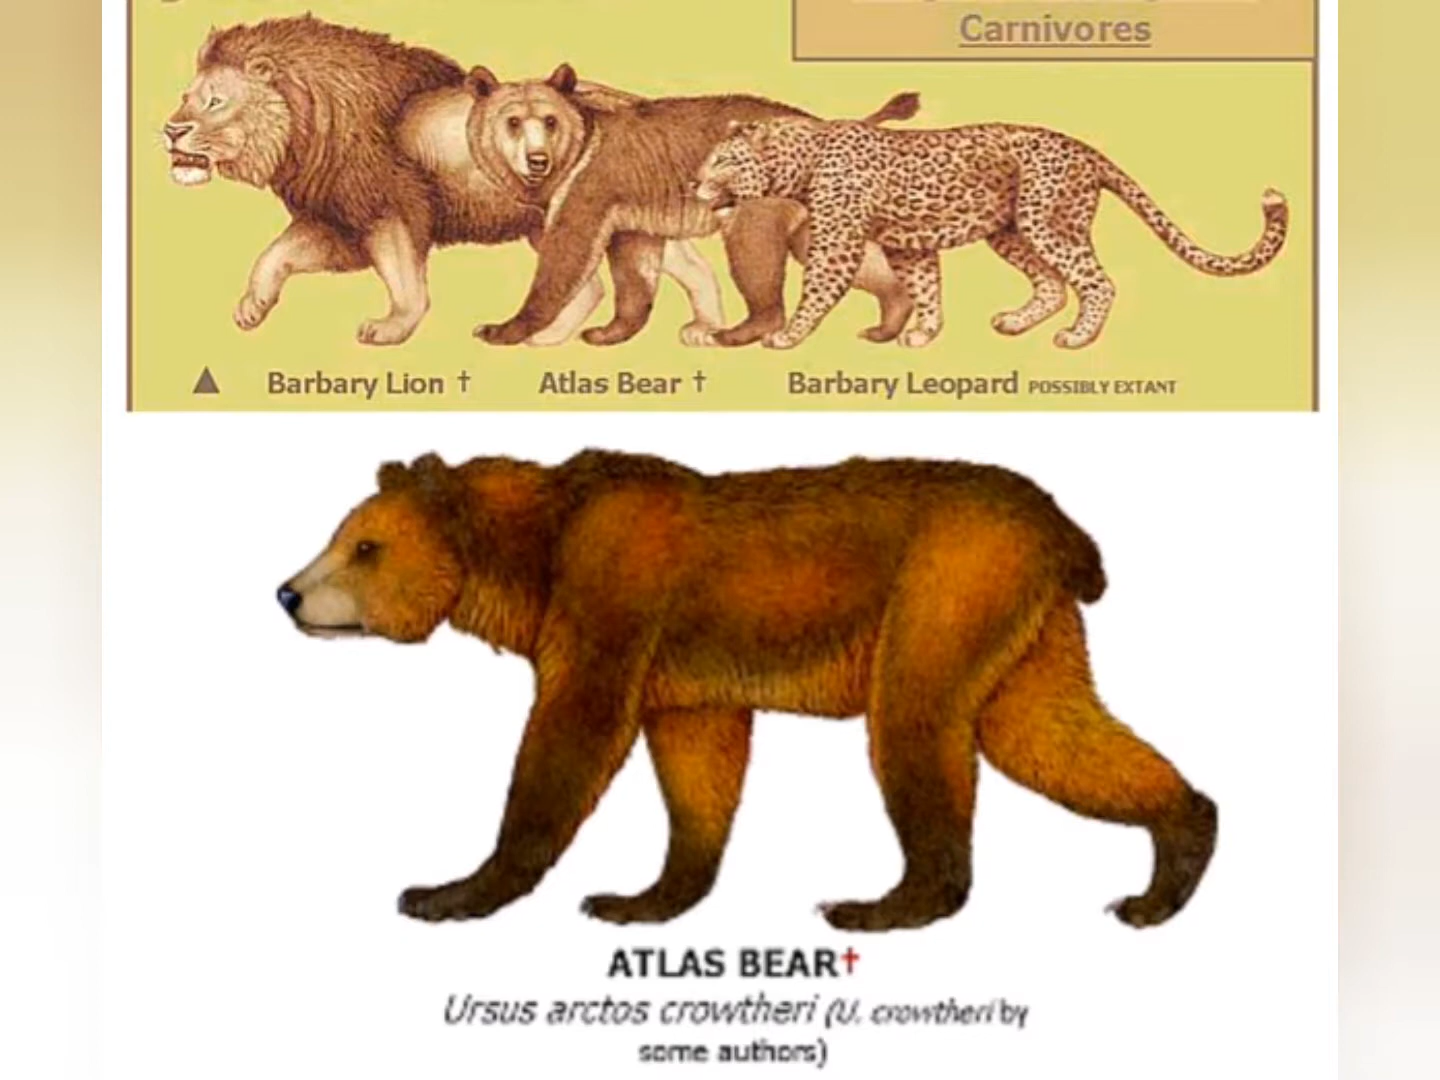 Carnivores
▲ Barbary Lion † Atlas Bear † Barbary Leopard POSSIBLY EXTANT
ATLAS BEAR†
Ursus arctos crowtheri (U. crowtheri by
some authors)